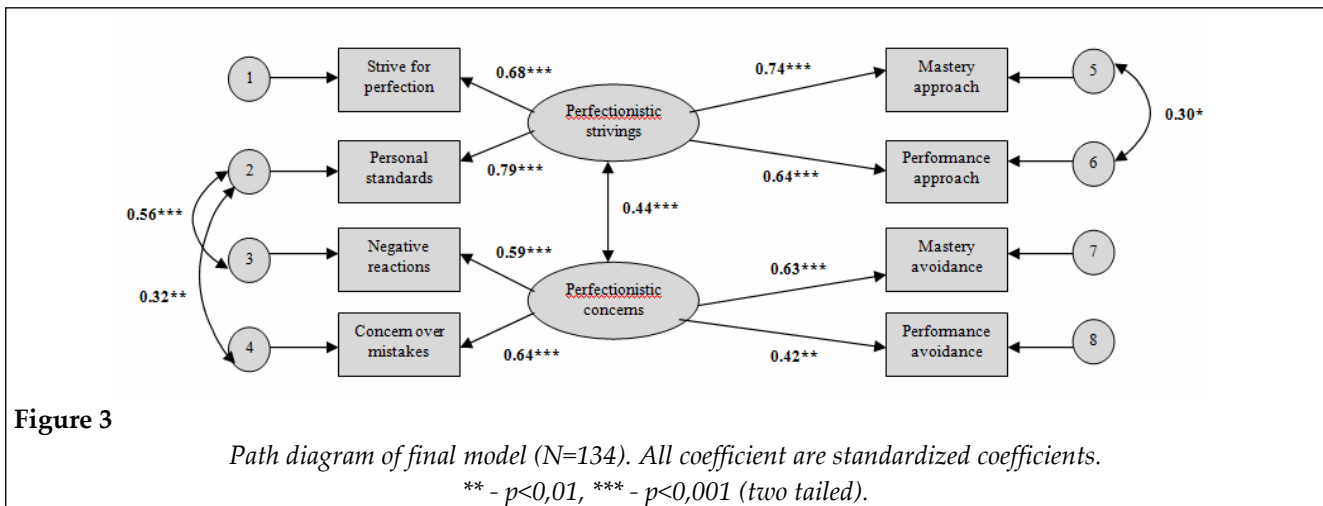 1
Strive for
perfection
0.68***
Perfectionistic
strivings
0.74***
Mastery
approach
5
0.30*
2
Personal
standards
0.79***
0.64***
Performance
approach
6
0.56***
0.44***
3
Negative
reactions
0.59***
Perfectionistic
concerns
0.63***
Mastery
avoidance
7
0.32**
4
Concern over
mistakes
0.64***
0.42**
Performance
avoidance
8
Figure 3
Path diagram of final model (N=134). All coefficient are standardized coefficients.
** - p<0,01, *** - p<0,001 (two tailed).